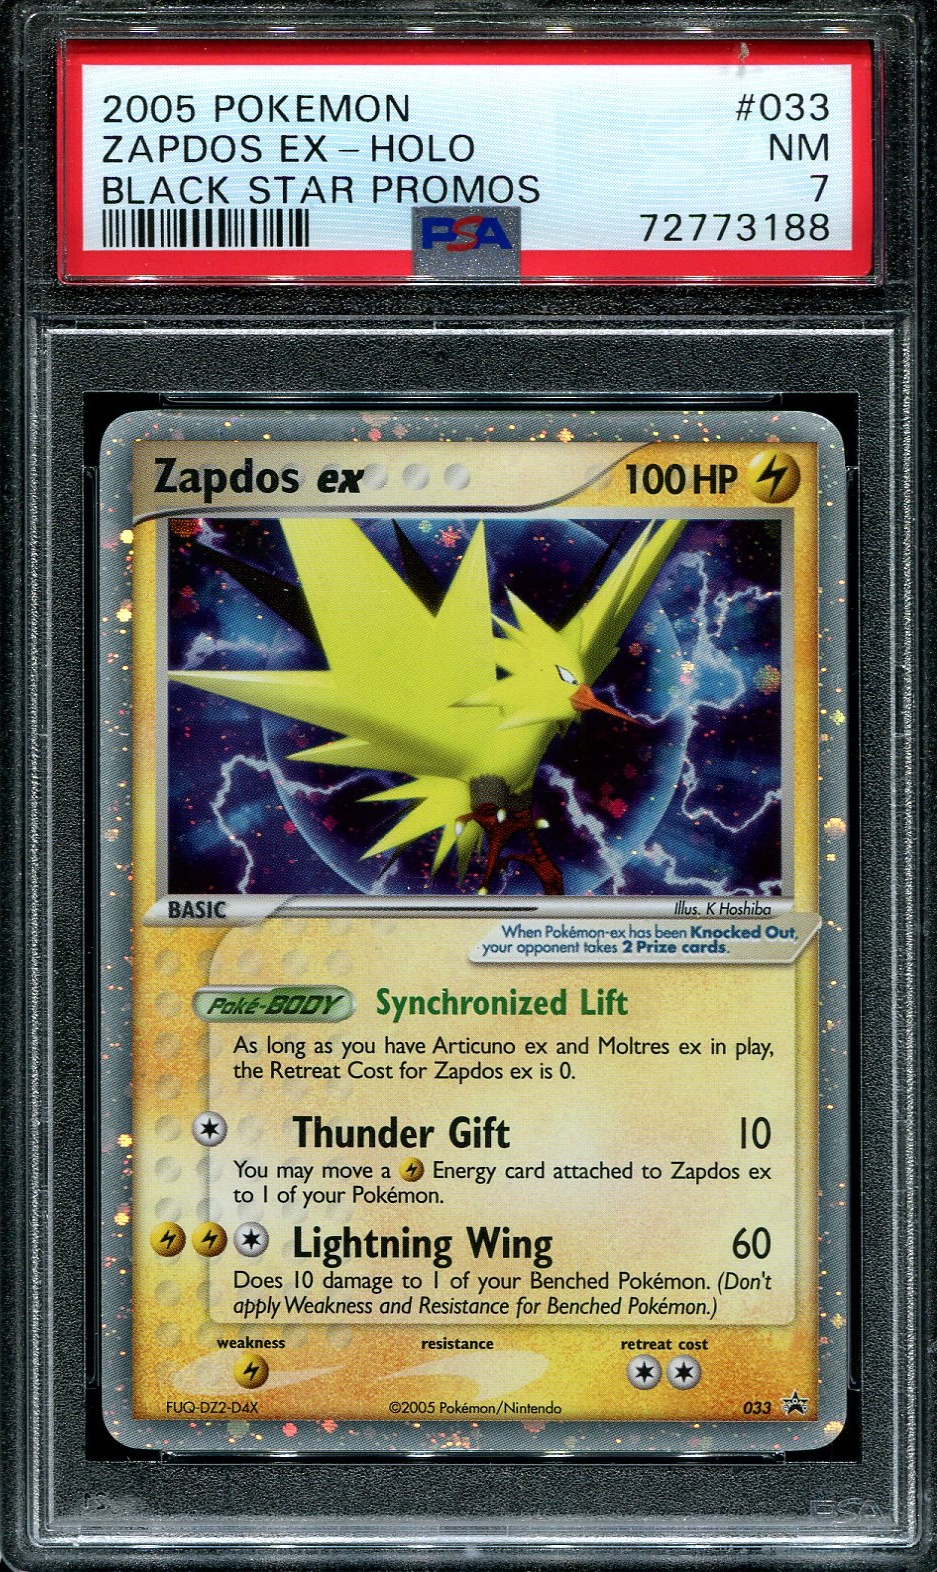 2005 POKEMON #033
ZAPDOS EX – HOLO NM
BLACK STAR PROMOS 7
PSA 72773188
Zapdos ex 100 HP
BASIC Illus. K Hoshiba
When Pokémon-ex has been Knocked Out,
your opponent takes 2 Prize cards.
Poké-BODY Synchronized Lift
As long as you have Articuno ex and Moltres ex in play,
the Retreat Cost for Zapdos ex is 0.
Thunder Gift 10
You may move a Energy card attached to Zapdos ex
to 1 of your Pokémon.
Lightning Wing 60
Does 10 damage to 1 of your Benched Pokémon. (Don't
apply Weakness and Resistance for Benched Pokémon.)
weakness resistance retreat cost
FUQ-DZ2-D4X ©2005 Pokémon/Nintendo 033
PSA